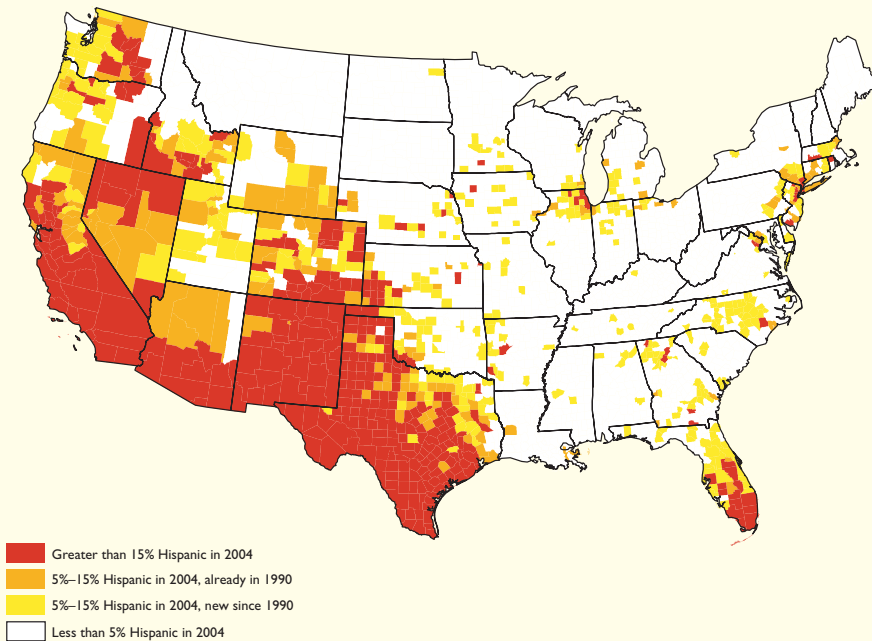 Greater than 15% Hispanic in 2004
5%–15% Hispanic in 2004, already in 1990
5%–15% Hispanic in 2004, new since 1990
Less than 5% Hispanic in 2004